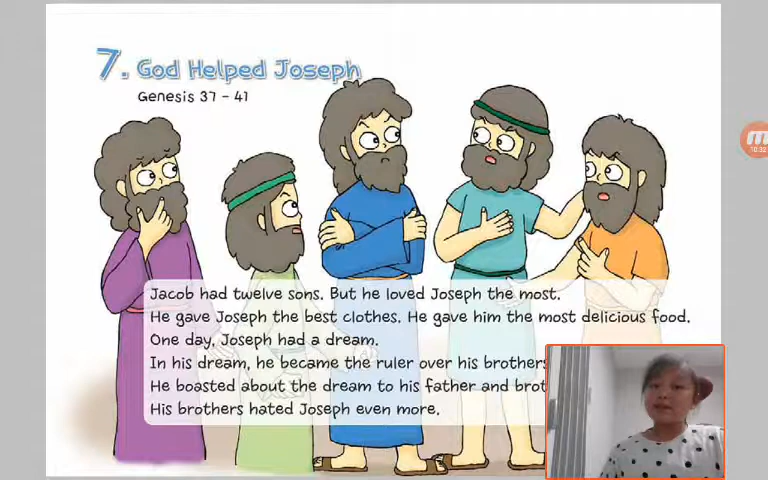 7. God Helped Joseph
Genesis 37 - 41
Jacob had twelve sons. But he loved Joseph the most.
He gave Joseph the best clothes. He gave him the most delicious food.
One day, Joseph had a dream.
In his dream, he became the ruler over his brothers
He boasted about the dream to his father and
His brothers hated Joseph even more.